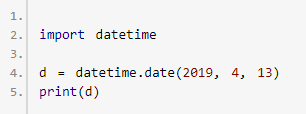 1.
2. import datetime
3.
4. d = datetime.date(2019, 4, 13)
5. print(d)